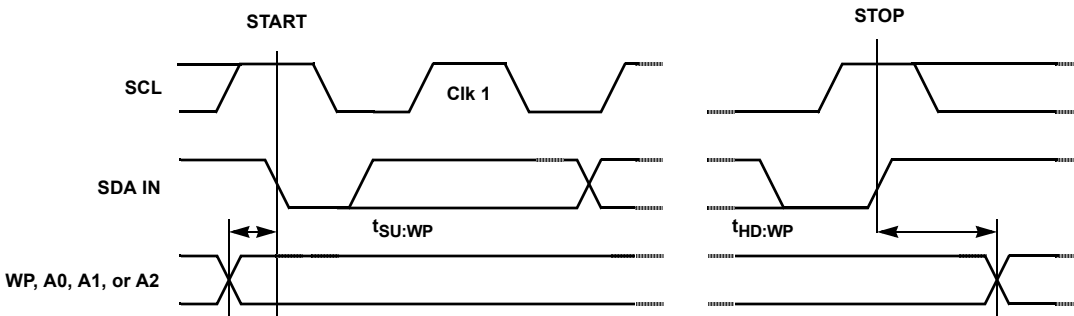 START
STOP
SCL
Clk 1
SDA IN
tSU:WP
tHD:WP
WP, A0, A1, or A2